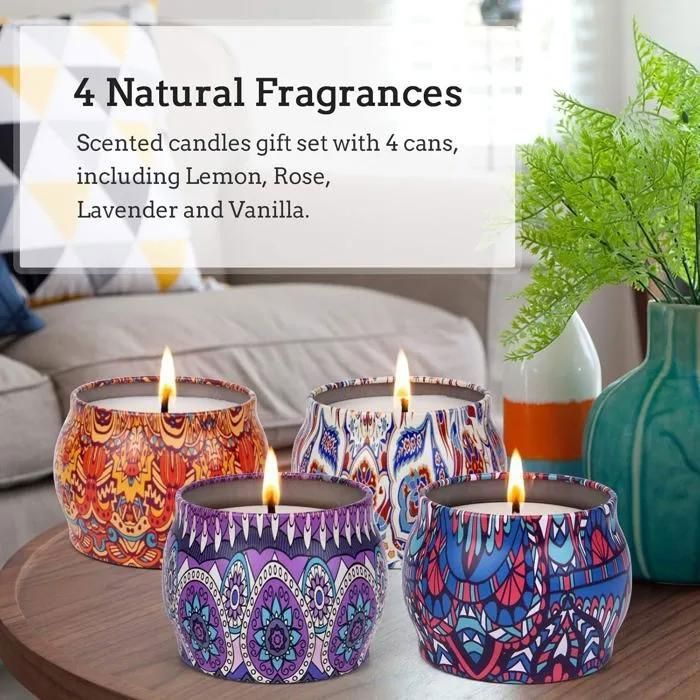 4 Natural Fragrances
Scented candles gift set with 4 cans,
including Lemon, Rose,
Lavender and Vanilla.